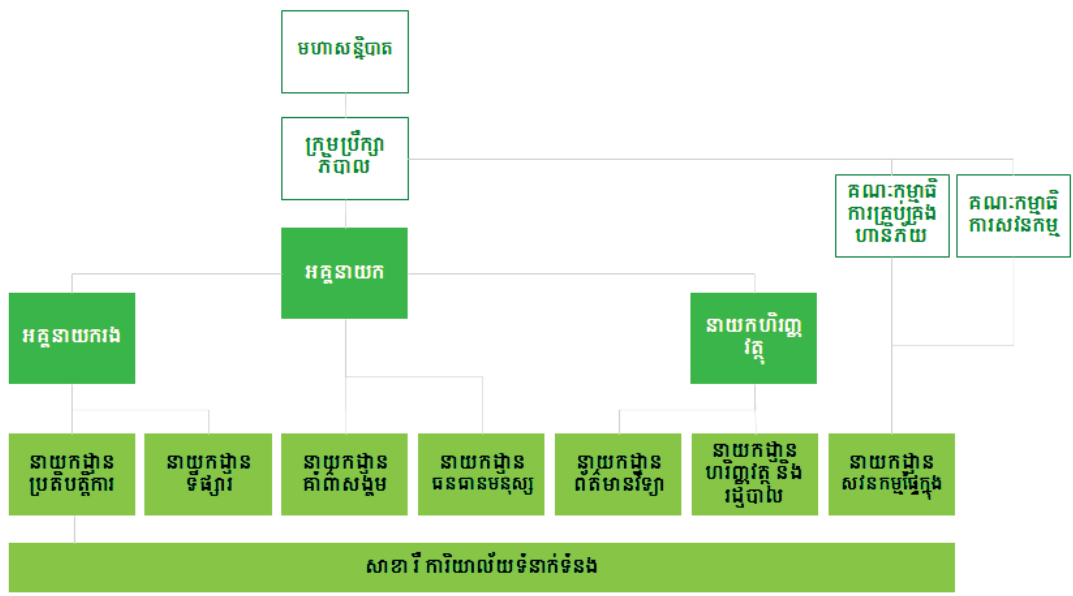 មហាសន្និបាត
ក្រុមប្រឹក្សា
ភិបាល
គណៈកម្មាធិ
ការគ្រប់គ្រង
ហានិភ័យ
គណៈកម្មាធិ
ការសវនកម្ម
អគ្គនាយក
អគ្គនាយករង
នាយកហិរញ្ញ
វត្ថុ
នាយកដ្ឋាន
ប្រតិបត្តិការ
នាយកដ្ឋាន
ទីផ្សារ
នាយកដ្ឋាន
គាំពារសង្គម
នាយកដ្ឋាន
ធនធានមនុស្ស
នាយកដ្ឋាន
ព័ត៌មានវិទ្យា
នាយកដ្ឋាន
ហរិញ្ញវត្ថុ និង
រដ្ឋបាល
នាយកដ្ឋាន
សវនកម្មផ្ទៃក្នុង
សាខា រឺ ការិយាល័យទំនាក់ទំនង